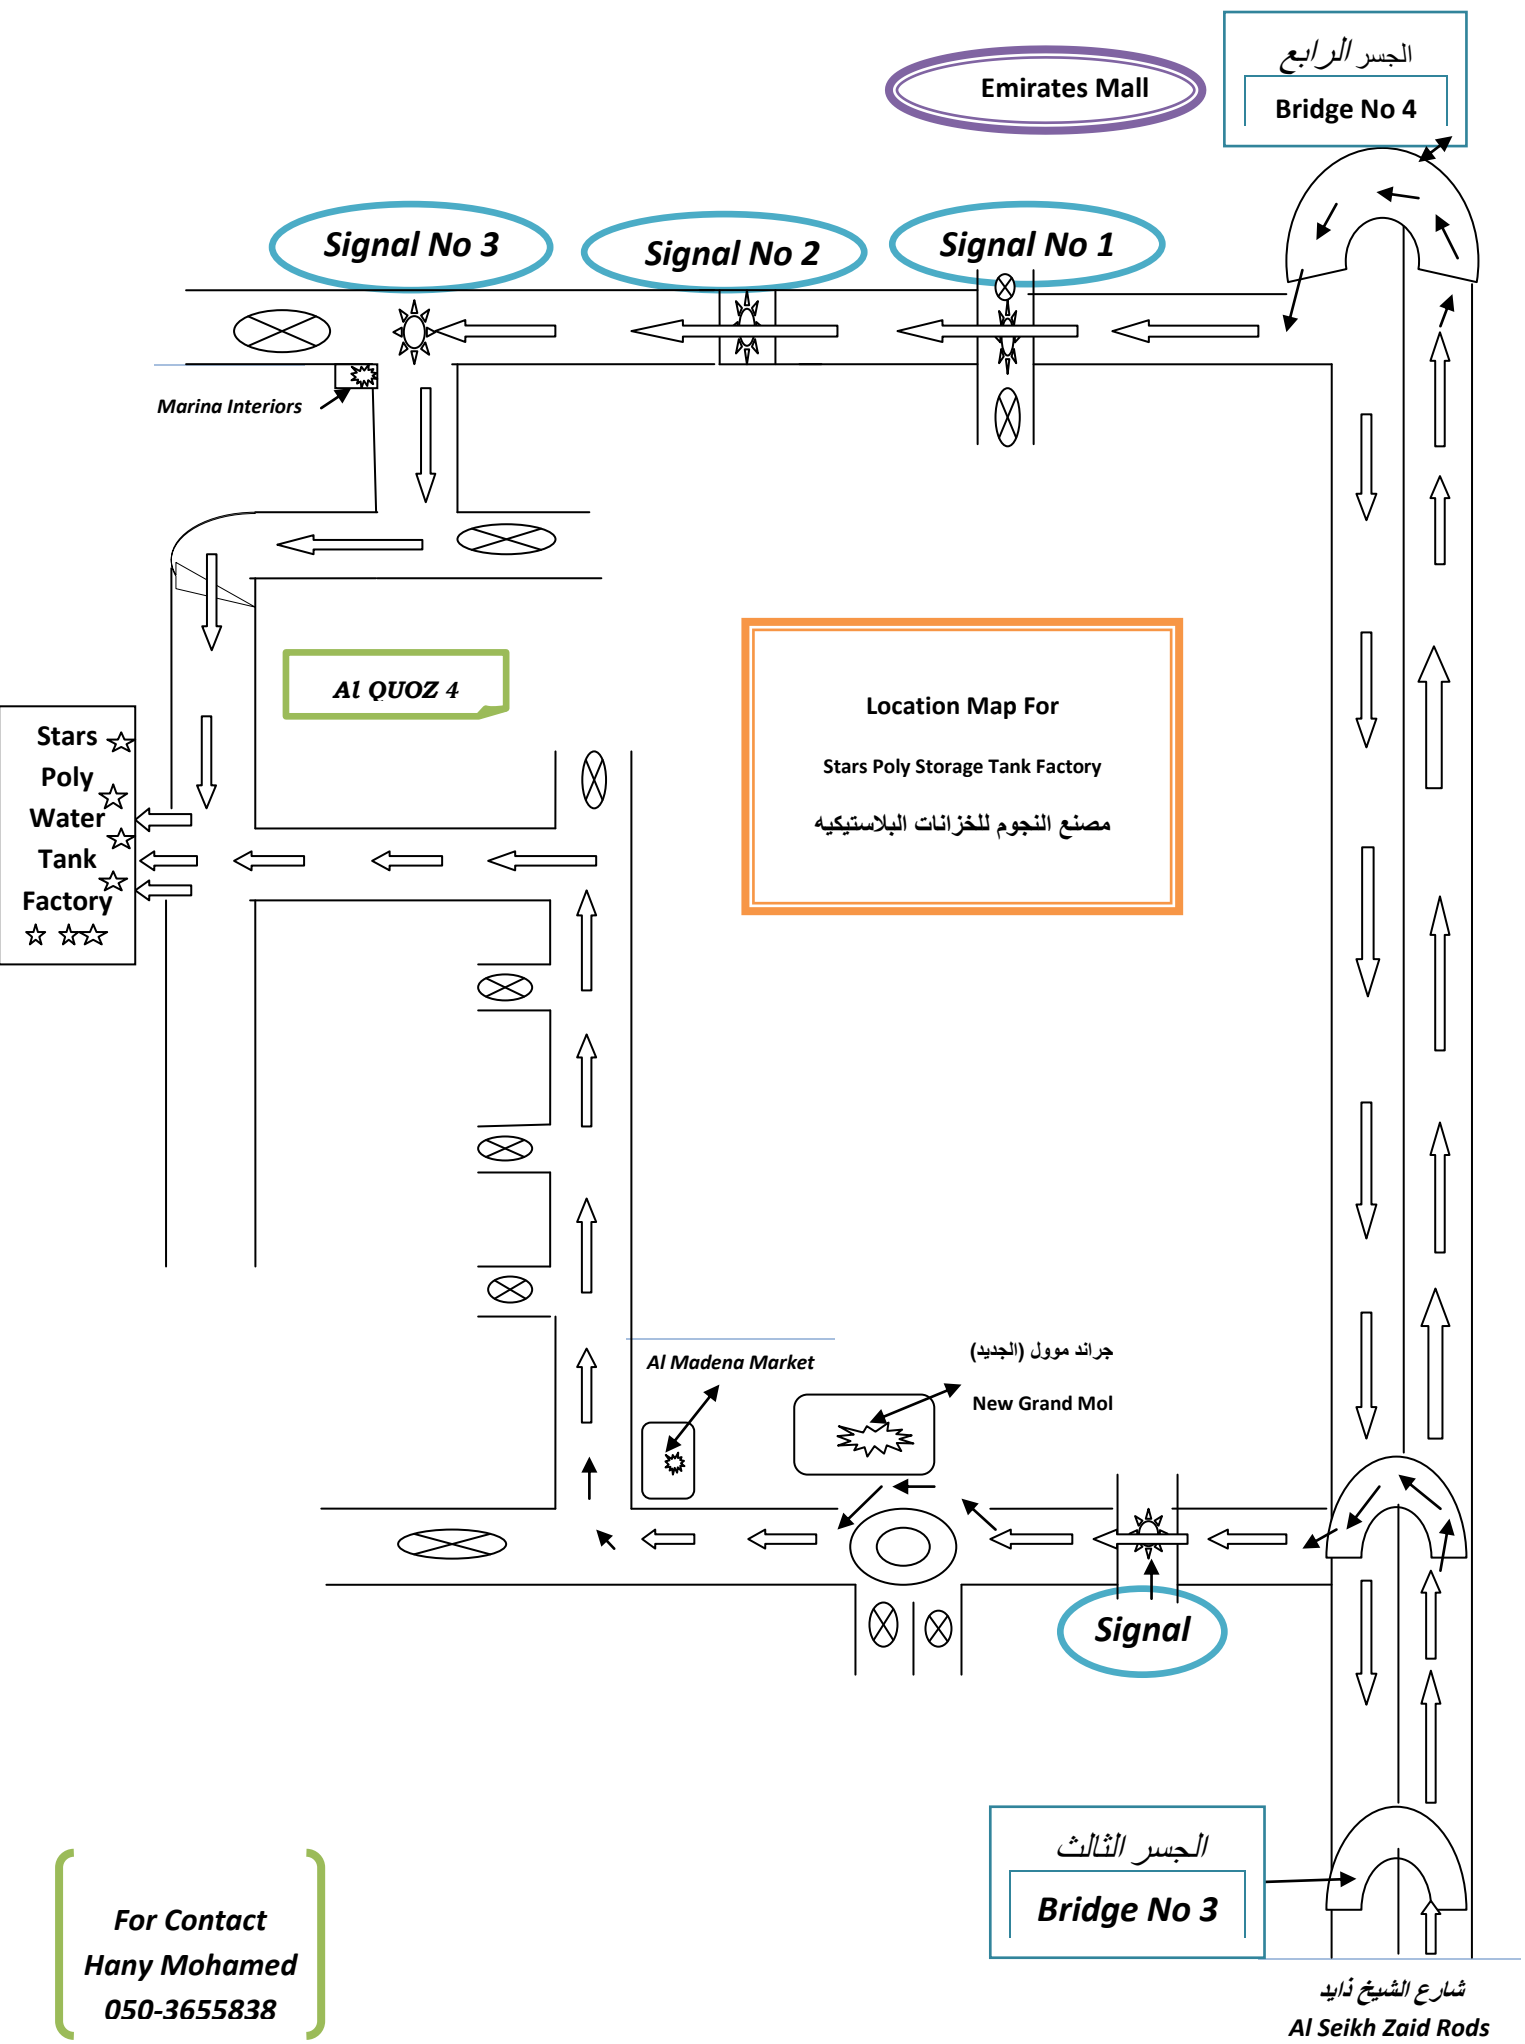 الجسر الرابع
Bridge No 4
Emirates Mall
Signal No 3
Signal No 2
Signal No 1
Marina Interiors
Al QUOZ 4
Location Map For
Stars Poly Storage Tank Factory
مصنع النجوم للخزانات البلاستيكيه
Stars
Poly
Water
Tank
Factory
Al Madena Market
جراند موول (الجديد)
New Grand Mol
Signal
الجسر الثالث
Bridge No 3
For Contact
Hany Mohamed
050-3655838
شارع الشيخ ذايد
Al Seikh Zaid Rods